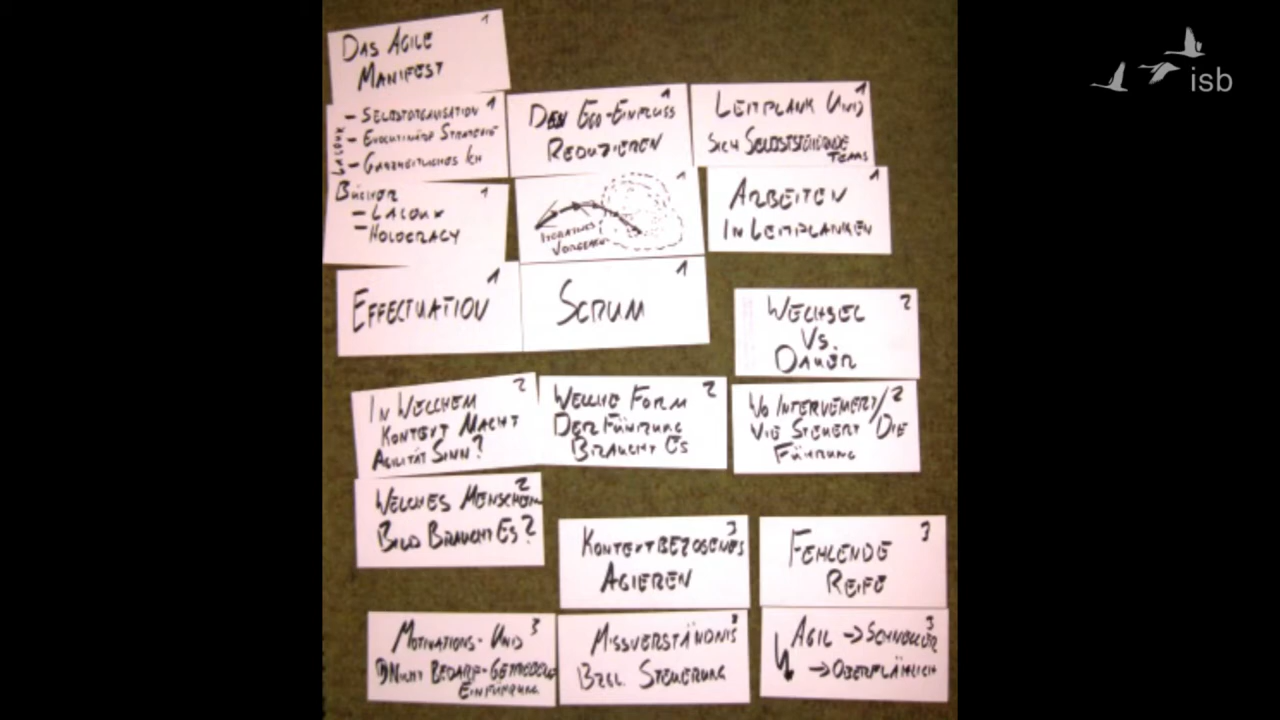 DAS AGILE
MANIFEST
1
LALOUX
- SELBSTORGANISATION 1
- EVOLUTIONÄRE STRATEGIE
- GANZHEITLICHES ICH
DEN EGO-EINFLUSS 1
REDUZIEREN
LEITPLANK UND 1
SICH SELBSTSTEUERNDE
TEAMS
BÜCHER 1
- LALOUX
- HOLOCRACY
1
ITERATIVES
VORGEHEN
ARBEITEN 1
IN LEITPLANKEN
EFFECTUATION 1
SCRUM 1
WECHSEL 2
VS.
DAUER
IN WELCHEM 2
KONTEXT MACHT
AGILITÄT SINN?
WELCHE FORM 2
DER FÜHRUNG
BRAUCHT ES
WO INTERVENIERT/ 2
WIE STEUERT DIE
FÜHRUNG
WELCHES MENSCHEN 2
BILD BRAUCHT ES?
KONTEXTBEZOGENES 3
AGIEREN
FEHLENDE 3
REIFE
MOTIVATIONS- UND 3
NICHT BEDARF-GETRIEBENE
EINFÜHRUNG
MISSVERSTÄNDNIS 3
BZGL. STEUERUNG
AGIL → SCHNELLER 3
→ OBERFLÄHLICH
isb